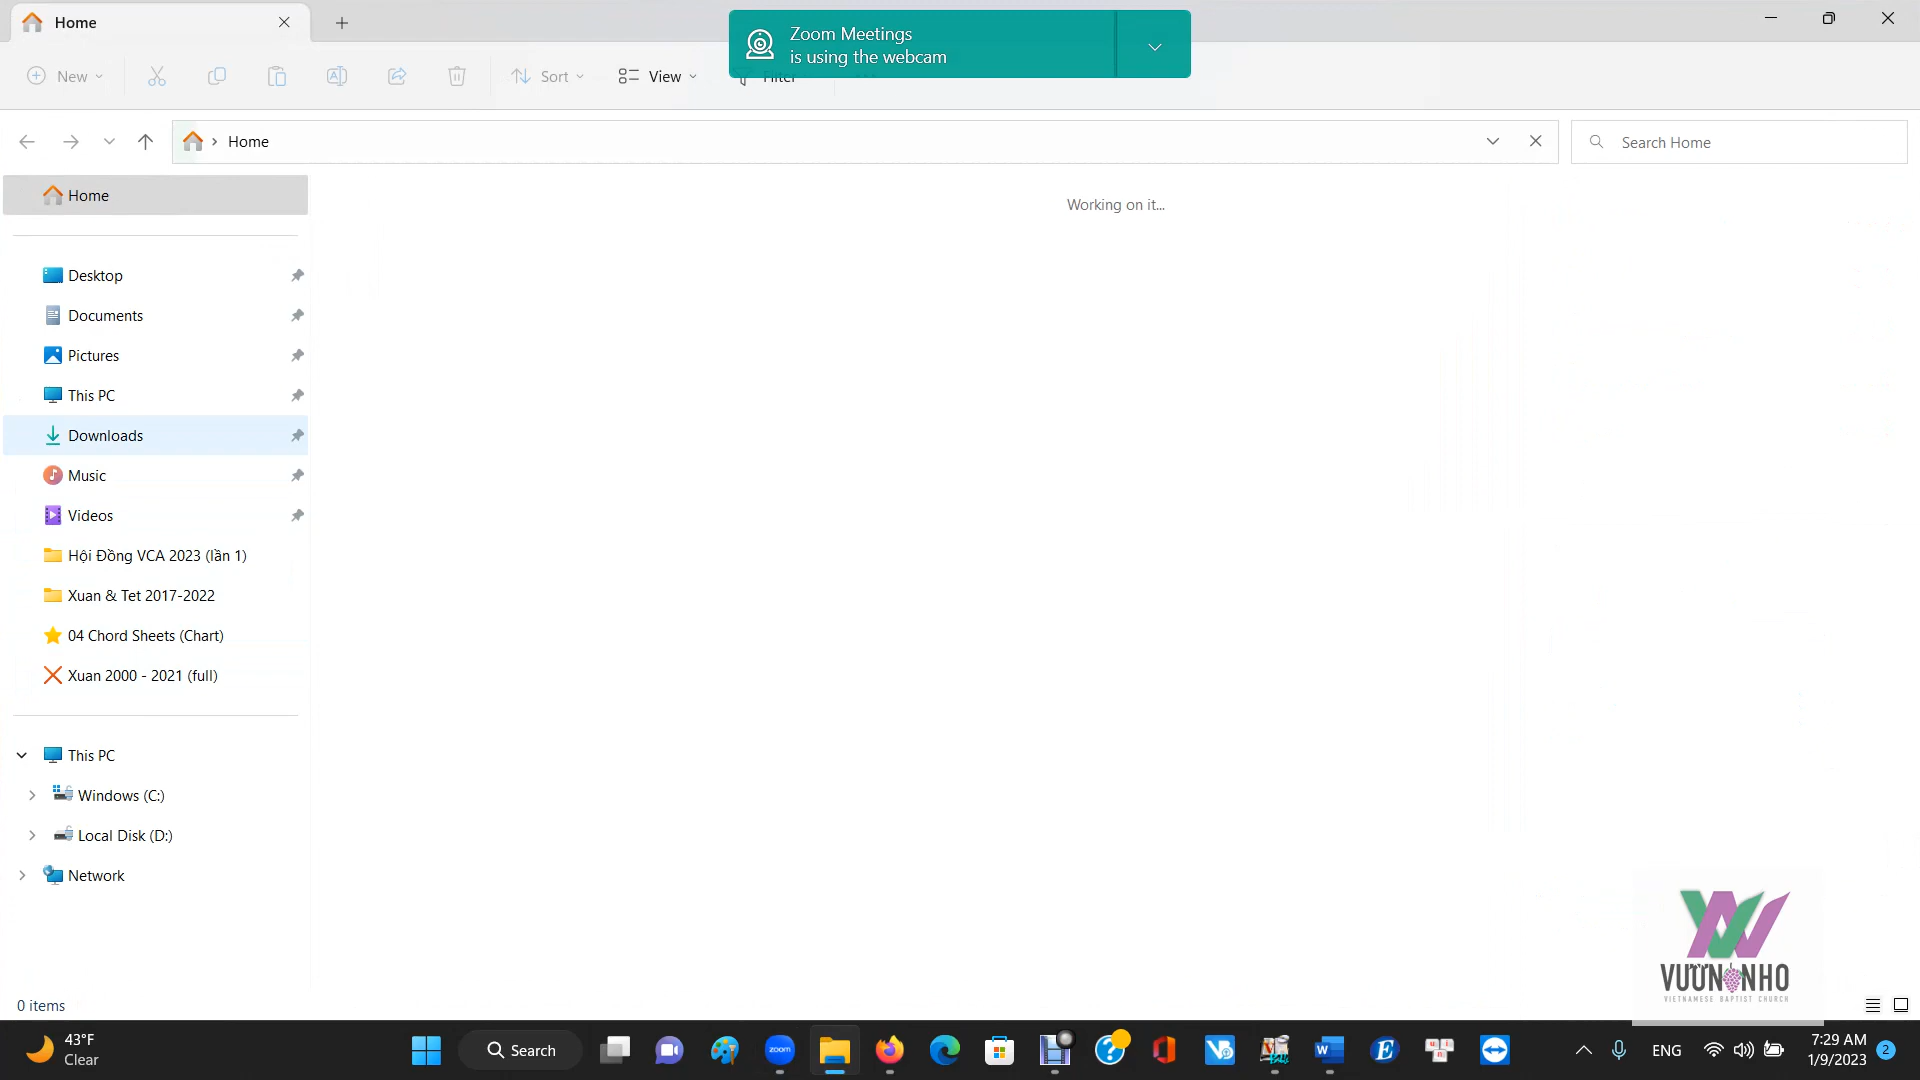 Home
Zoom Meetings
is using the webcam
New
Sort
View
Filter
Home
Search Home
Home
Working on it...
Desktop
Documents
Pictures
This PC
Downloads
Music
Videos
Hội Đồng VCA 2023 (lần 1)
Xuan & Tet 2017-2022
04 Chord Sheets (Chart)
Xuan 2000 - 2021 (full)
This PC
Windows (C:)
Local Disk (D:)
Network
VƯỜN NHO
VIETNAMESE BAPTIST CHURCH
0 items
43°F
Clear
Search
zoom
ENG
7:29 AM
1/9/2023
2